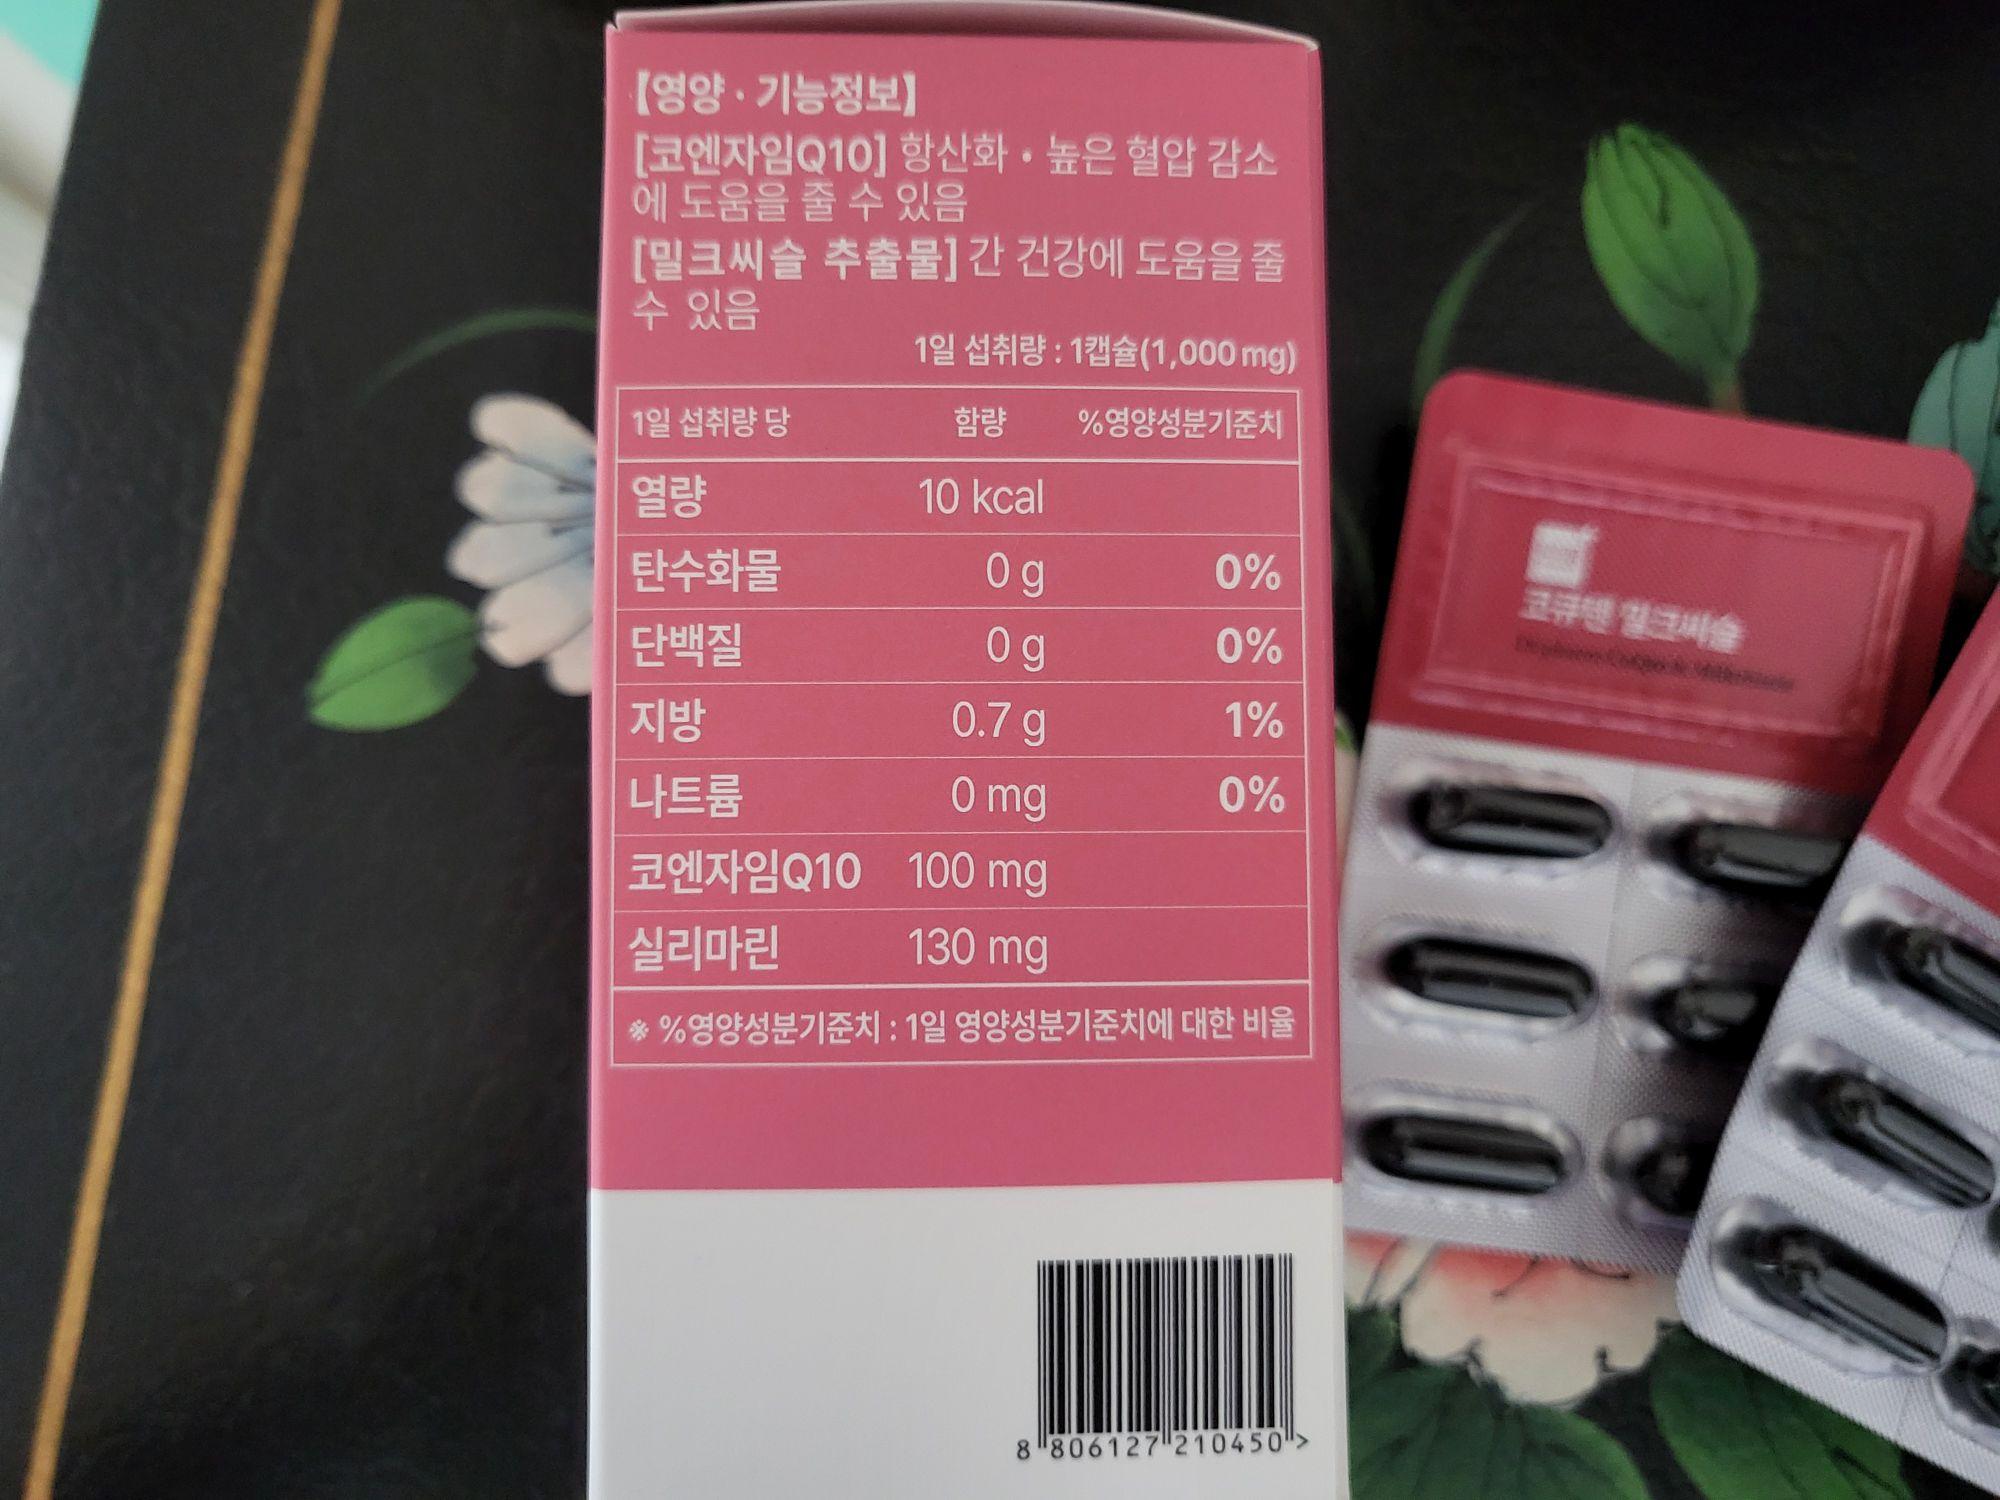 【영양 · 기능정보】
[코엔자임Q10] 항산화 • 높은 혈압 감소
에 도움을 줄 수 있음
[밀크씨슬 추출물] 간 건강에 도움을 줄
수 있음
1일 섭취량 : 1캡슐(1,000 mg)
1일 섭취량 당 함량 %영양성분기준치
열량 10 kcal
탄수화물 0 g 0%
단백질 0 g 0%
지방 0.7 g 1%
나트륨 0 mg 0%
코엔자임Q10 100 mg
실리마린 130 mg
※ %영양성분기준치 : 1일 영양성분기준치에 대한 비율
8 806127 210450 >
코큐텐 밀크씨슬